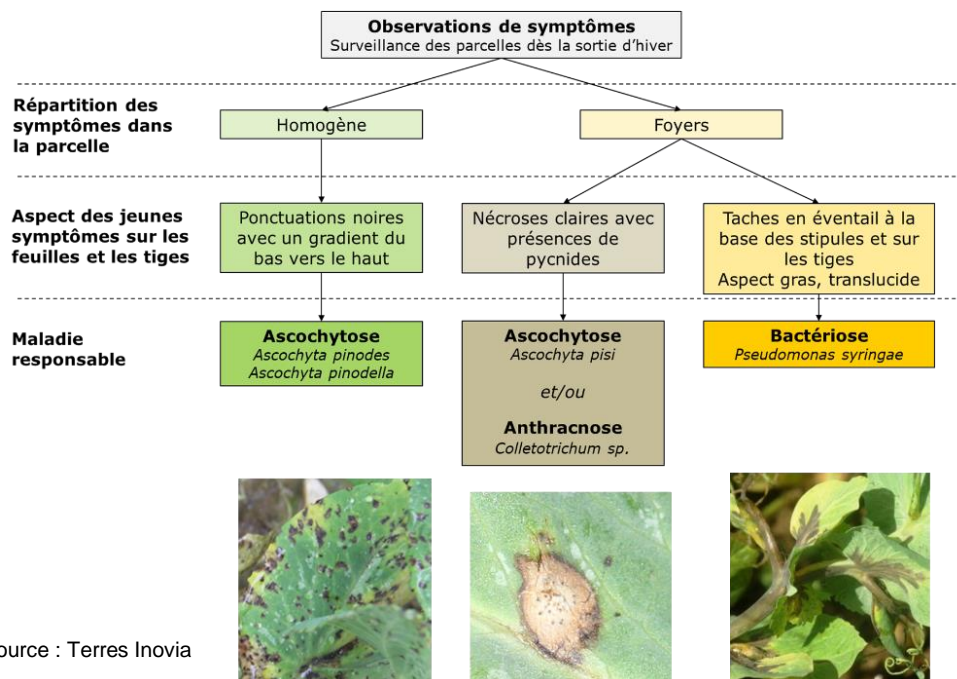 Observations de symptômes
Surveillance des parcelles dès la sortie d'hiver
Répartition des
symptômes dans
la parcelle
Homogène
Foyers
Aspect des jeunes
symptômes sur les
feuilles et les tiges
Ponctuations noires
avec un gradient du
bas vers le haut
Nécroses claires avec
présences de
pycnides
Taches en éventail à la
base des stipules et sur
les tiges
Aspect gras, translucide
Maladie
responsable
Ascochytose
Ascochyta pinodes
Ascochyta pinodella
Ascochytose
Ascochyta pisi
et/ou
Anthracnose
Colletotrichum sp.
Bactériose
Pseudomonas syringae
ource : Terres Inovia